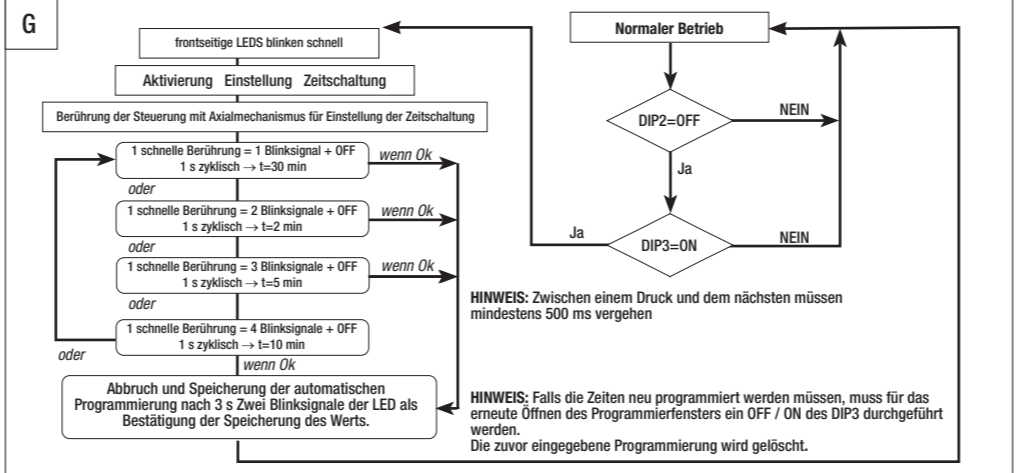 G
frontseitige LEDS blinken schnell
Aktivierung Einstellung Zeitschaltung
Berührung der Steuerung mit Axialmechanismus für Einstellung der Zeitschaltung
1 schnelle Berührung = 1 Blinksignal + OFF
1 s zyklisch → t=30 min
wenn Ok
oder
1 schnelle Berührung = 2 Blinksignale + OFF
1 s zyklisch → t=2 min
wenn Ok
oder
1 schnelle Berührung = 3 Blinksignale + OFF
1 s zyklisch → t=5 min
wenn Ok
oder
1 schnelle Berührung = 4 Blinksignale + OFF
1 s zyklisch → t=10 min
oder
wenn Ok
Abbruch und Speicherung der automatischen
Programmierung nach 3 s Zwei Blinksignale der LED als
Bestätigung der Speicherung des Werts.
Normaler Betrieb
DIP2=OFF
NEIN
Ja
DIP3=ON
Ja
NEIN
HINWEIS: Zwischen einem Druck und dem nächsten müssen
mindestens 500 ms vergehen
HINWEIS: Falls die Zeiten neu programmiert werden müssen, muss für das
erneute Öffnen des Programmierfensters ein OFF / ON des DIP3 durchgeführt
werden.
Die zuvor eingegebene Programmierung wird gelöscht.